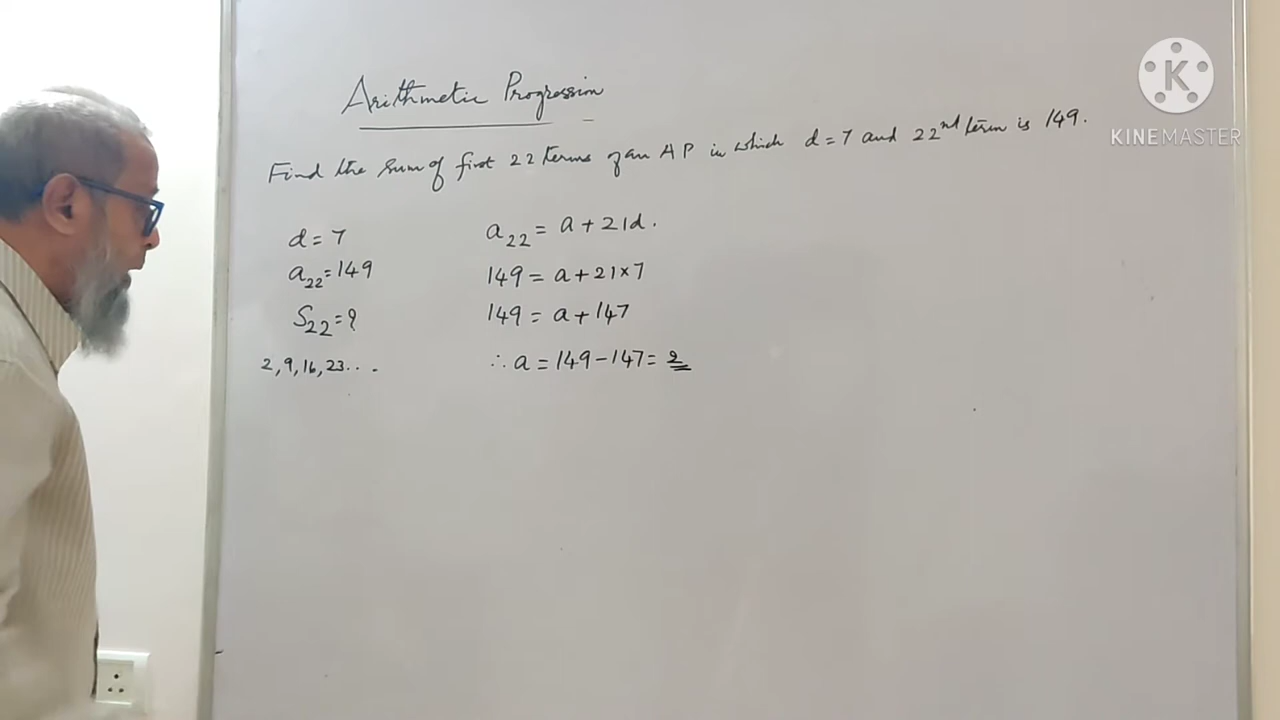 Arithmetic Progression
Find the sum of first 22 terms of an AP in which d=7 and 22nd term is 149.
d = 7
a22 = 149
S22 = ?
2, 9, 16, 23...
a22 = a + 21d.
149 = a + 21×7
149 = a + 147
∴ a = 149 - 147 = 2
K
KINEMASTER